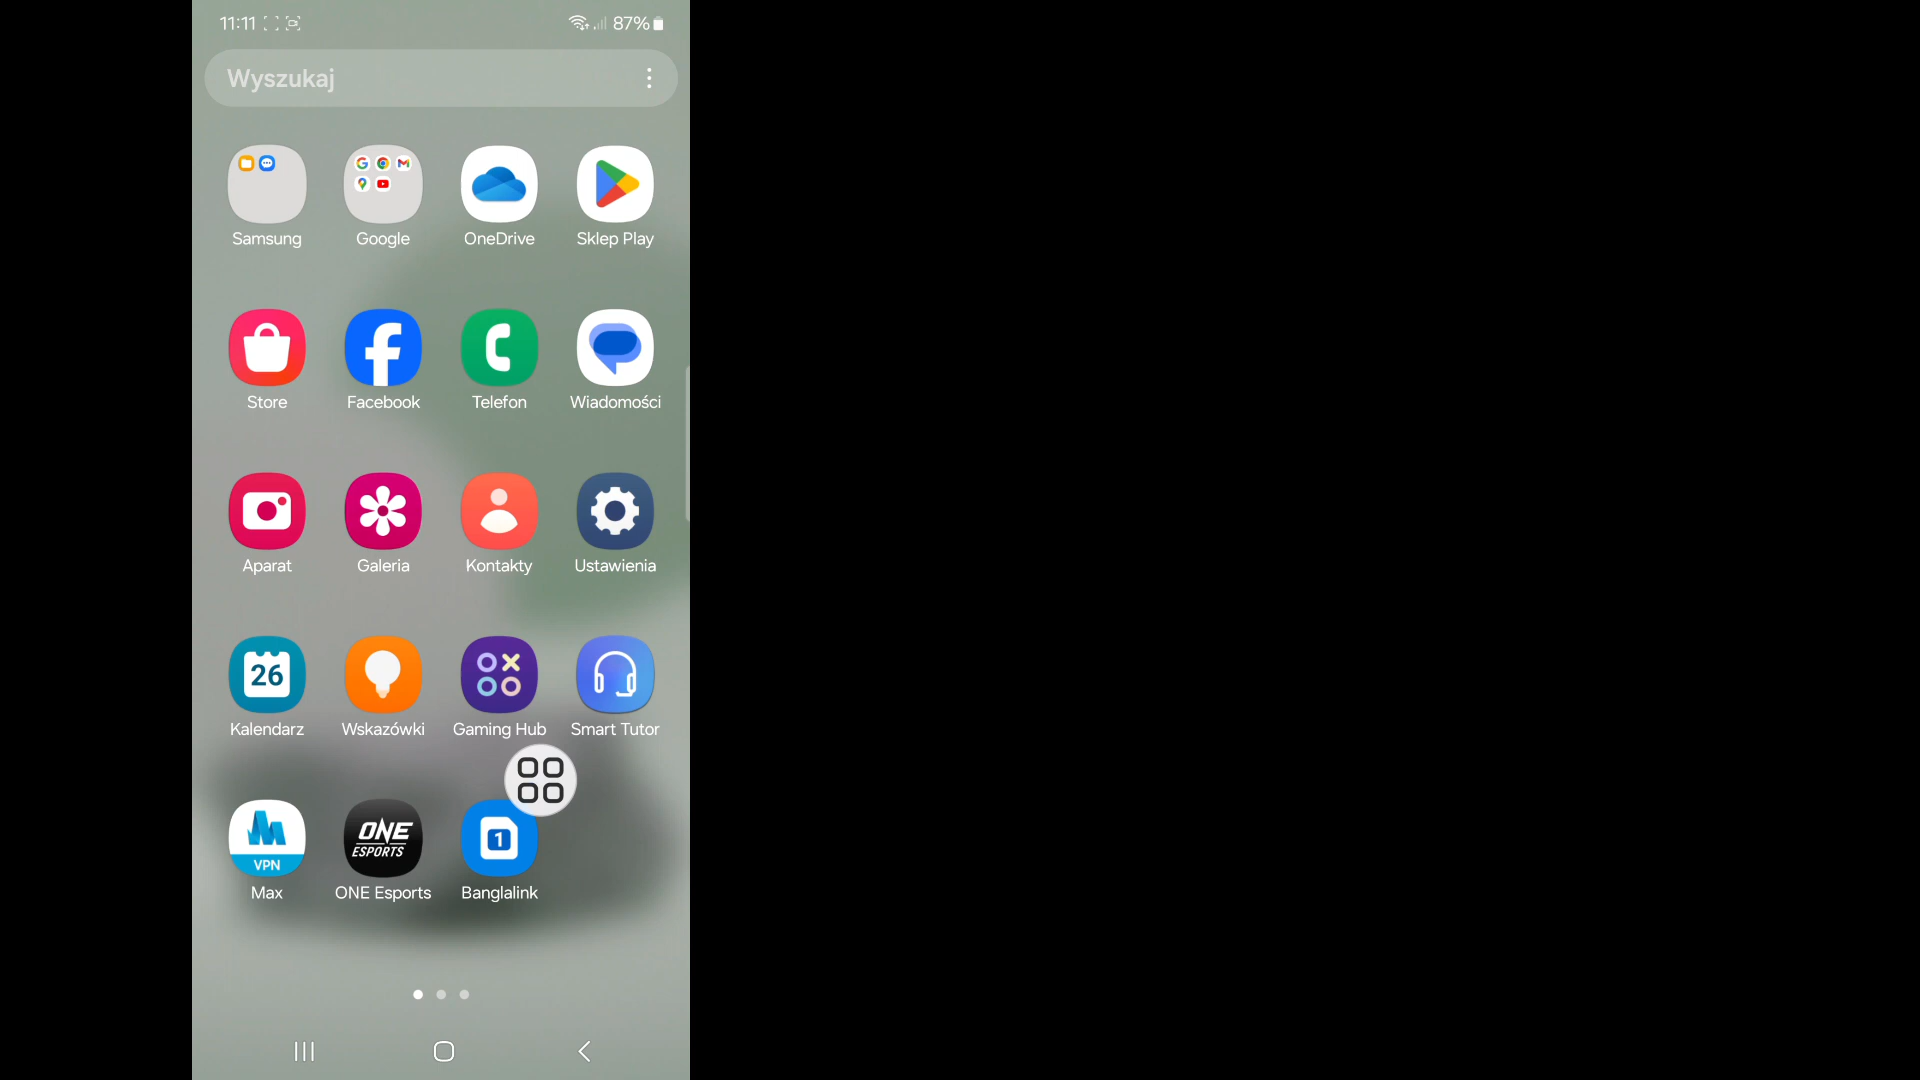 11:11 87%
Wyszukaj
Samsung Google OneDrive Sklep Play
Store Facebook Telefon Wiadomości
Aparat Galeria Kontakty Ustawienia
26
Kalendarz Wskazówki Gaming Hub Smart Tutor
VPN ONE ESPORTS 1
Max ONE Esports Banglalink